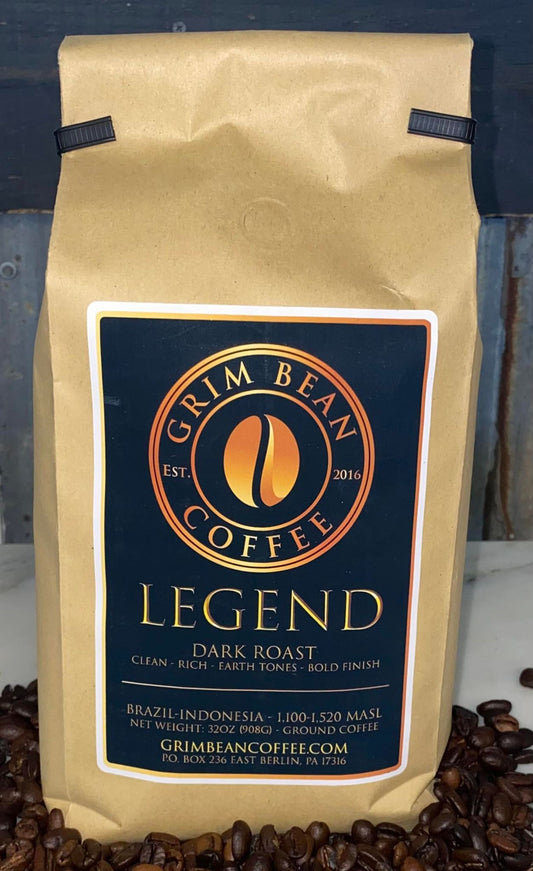 GRIM BEAN
EST. 2016
COFFEE
LEGEND
DARK ROAST
CLEAN - RICH - EARTH TONES - BOLD FINISH
BRAZIL-INDONESIA - 1,100-1,520 MASL
NET WEIGHT: 32OZ (908G) - GROUND COFFEE
GRIMBEANCOFFEE.COM
P.O. BOX 236 EAST BERLIN, PA 17316